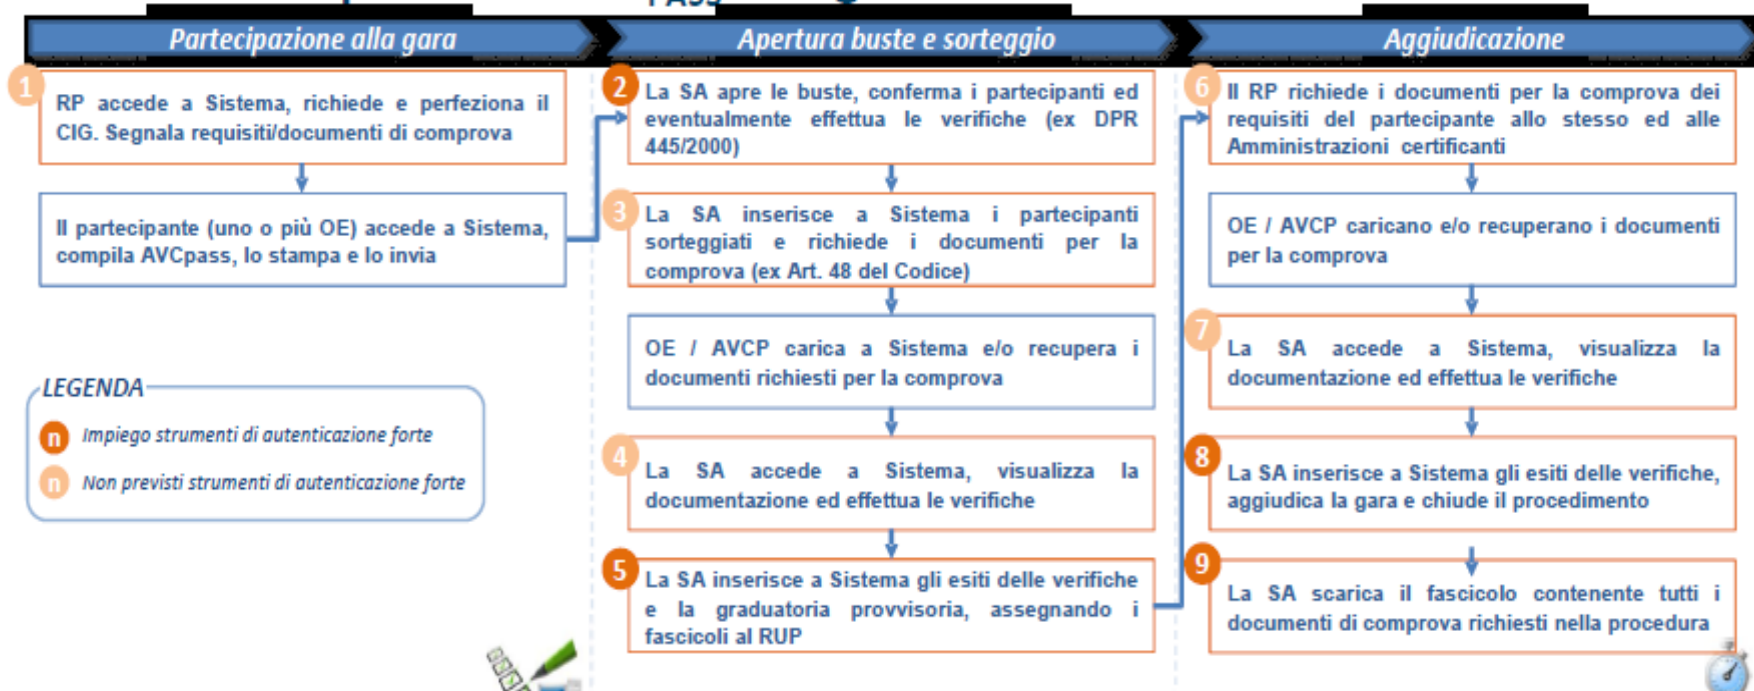 Partecipazione alla gara
1
RP accede a Sistema, richiede e perfeziona il
CIG. Segnala requisiti/documenti di comprova
Il partecipante (uno o più OE) accede a Sistema,
compila AVCpass, lo stampa e lo invia
LEGENDA
n Impiego strumenti di autenticazione forte
n Non previsti strumenti di autenticazione forte
Apertura buste e sorteggio
2
La SA apre le buste, conferma i partecipanti ed
eventualmente effettua le verifiche (ex DPR
445/2000)
3
La SA inserisce a Sistema i partecipanti
sorteggiati e richiede i documenti per la
comprova (ex Art. 48 del Codice)
OE / AVCP carica a Sistema e/o recupera i
documenti richiesti per la comprova
4
La SA accede a Sistema, visualizza la
documentazione ed effettua le verifiche
5
La SA inserisce a Sistema gli esiti delle verifiche
e la graduatoria provvisoria, assegnando i
fascicoli al RUP
Aggiudicazione
6
Il RP richiede i documenti per la comprova dei
requisiti del partecipante allo stesso ed alle
Amministrazioni certificanti
OE / AVCP caricano e/o recuperano i documenti
per la comprova
7
La SA accede a Sistema, visualizza la
documentazione ed effettua le verifiche
8
La SA inserisce a Sistema gli esiti delle verifiche,
aggiudica la gara e chiude il procedimento
9
La SA scarica il fascicolo contenente tutti i
documenti di comprova richiesti nella procedura